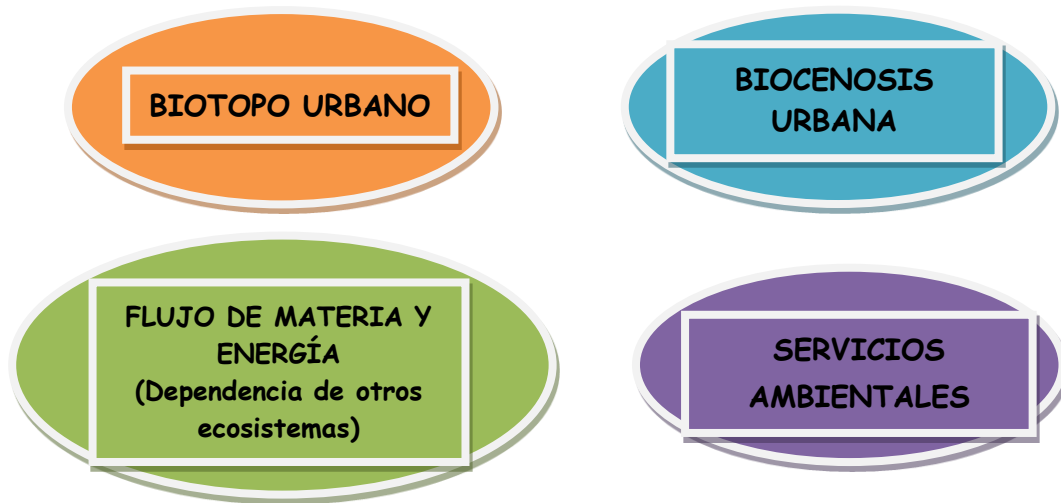 BIOTOPO URBANO
BIOCENOSIS
URBANA
FLUJO DE MATERIA Y
ENERGÍA
(Dependencia de otros
ecosistemas)
SERVICIOS
AMBIENTALES